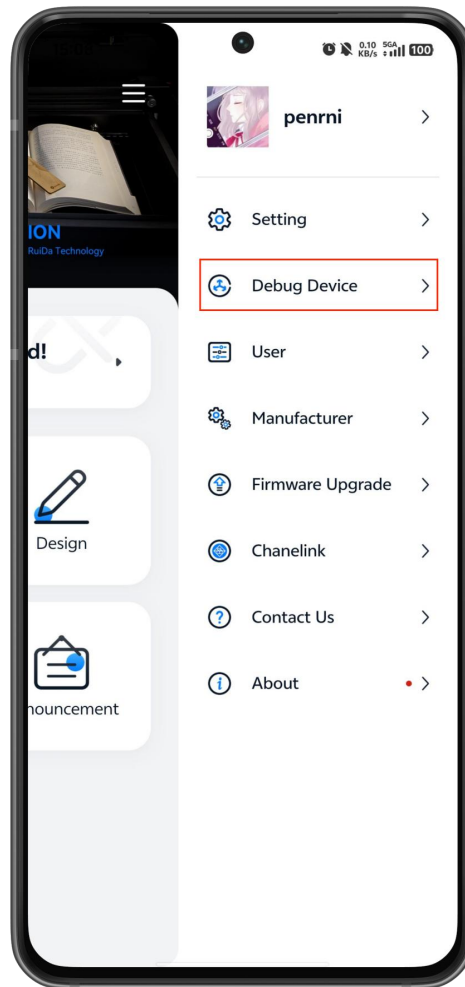 0.10
KB/s
5GA
100
penrni
ION
RuiDa Technology
Setting
Debug Device
d!
User
Manufacturer
Firmware Upgrade
Design
Chanelink
Contact Us
About
nouncement